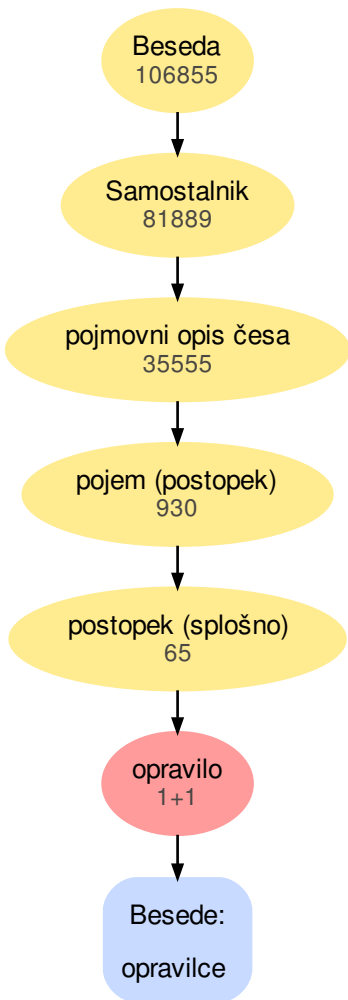 Beseda
106855
Samostalnik
81889
pojmovni opis česa
35555
pojem (postopek)
930
postopek (splošno)
65
opravilo
1+1
Besede:
opravilce